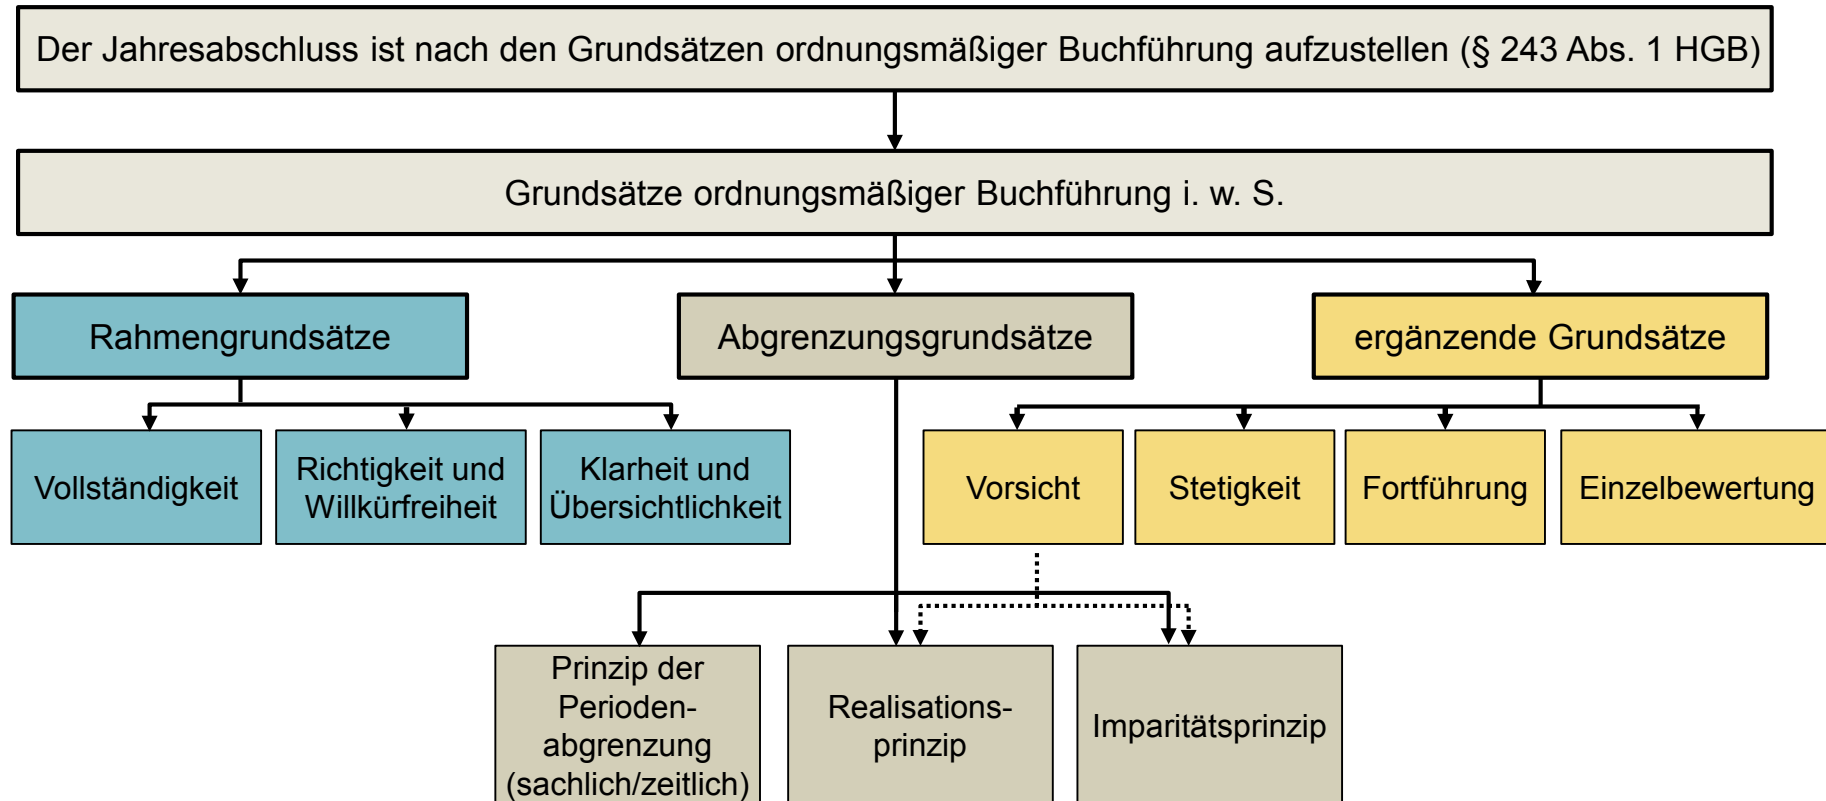 Der Jahresabschluss ist nach den Grundsätzen ordnungsmäßiger Buchführung aufzustellen (§ 243 Abs. 1 HGB)
Grundsätze ordnungsmäßiger Buchführung i. w. S.
Rahmengrundsätze
Abgrenzungsgrundsätze
ergänzende Grundsätze
Vollständigkeit
Richtigkeit und
Willkürfreiheit
Klarheit und
Übersichtlichkeit
Vorsicht
Stetigkeit
Fortführung
Einzelbewertung
Prinzip der
Perioden-
abgrenzung
(sachlich/zeitlich)
Realisations-
prinzip
Imparitätsprinzip